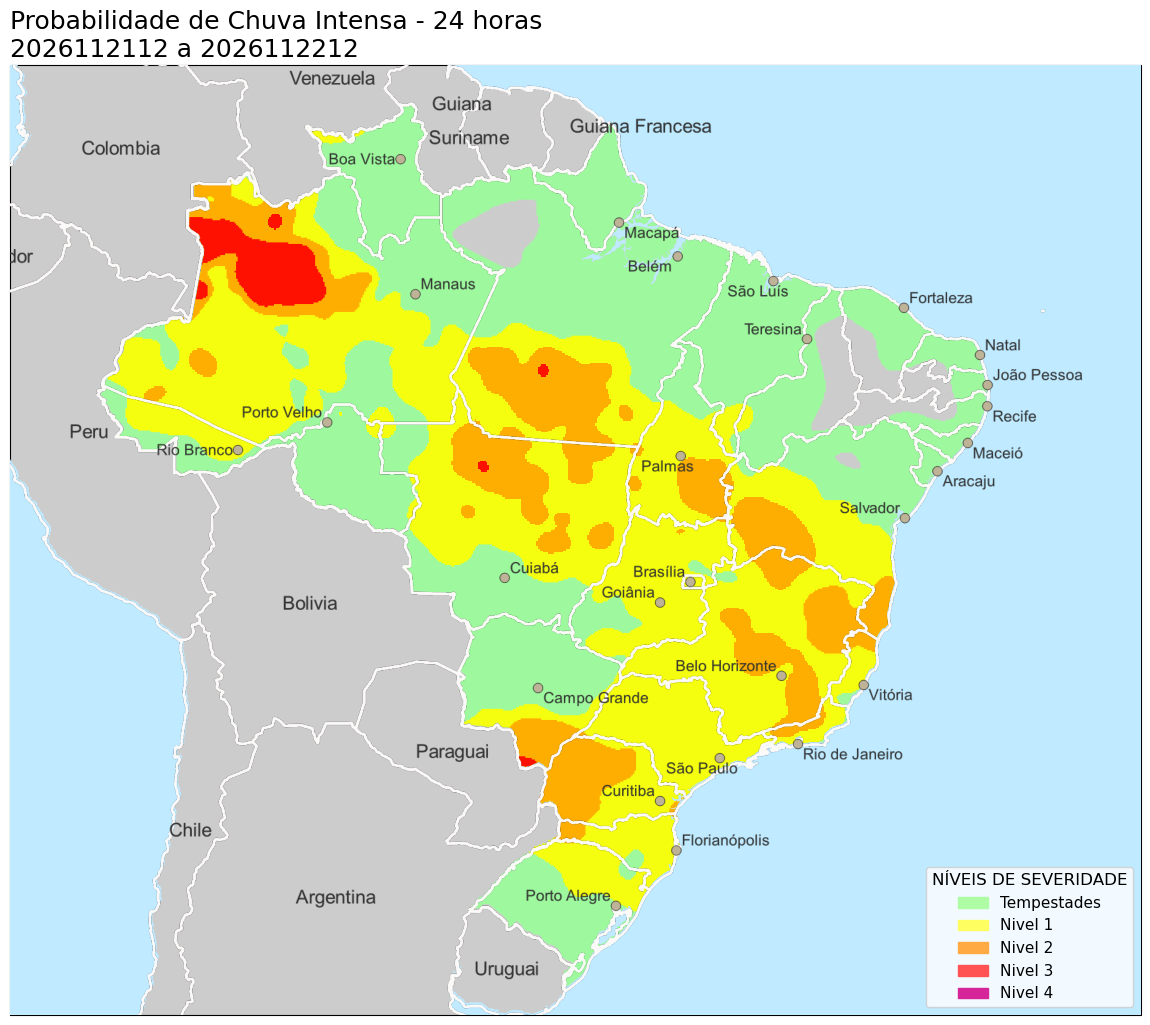 Probabilidade de Chuva Intensa - 24 horas
2026112112 a 2026112212
Venezuela
Guiana
Guiana Francesa
Suriname
Colombia
Boa Vista
Macapá
dor
Belém
Manaus
São Luís
Fortaleza
Teresina
Natal
João Pessoa
Porto Velho
Recife
Peru
Rio Branco
Maceió
Palmas
Aracaju
Salvador
Cuiabá
Brasília
Goiânia
Bolivia
Belo Horizonte
Campo Grande
Vitória
Paraguai
Rio de Janeiro
São Paulo
Curitiba
Chile
Florianópolis
Argentina
Porto Alegre
Uruguai
NÍVEIS DE SEVERIDADE
Tempestades
Nivel 1
Nivel 2
Nivel 3
Nivel 4